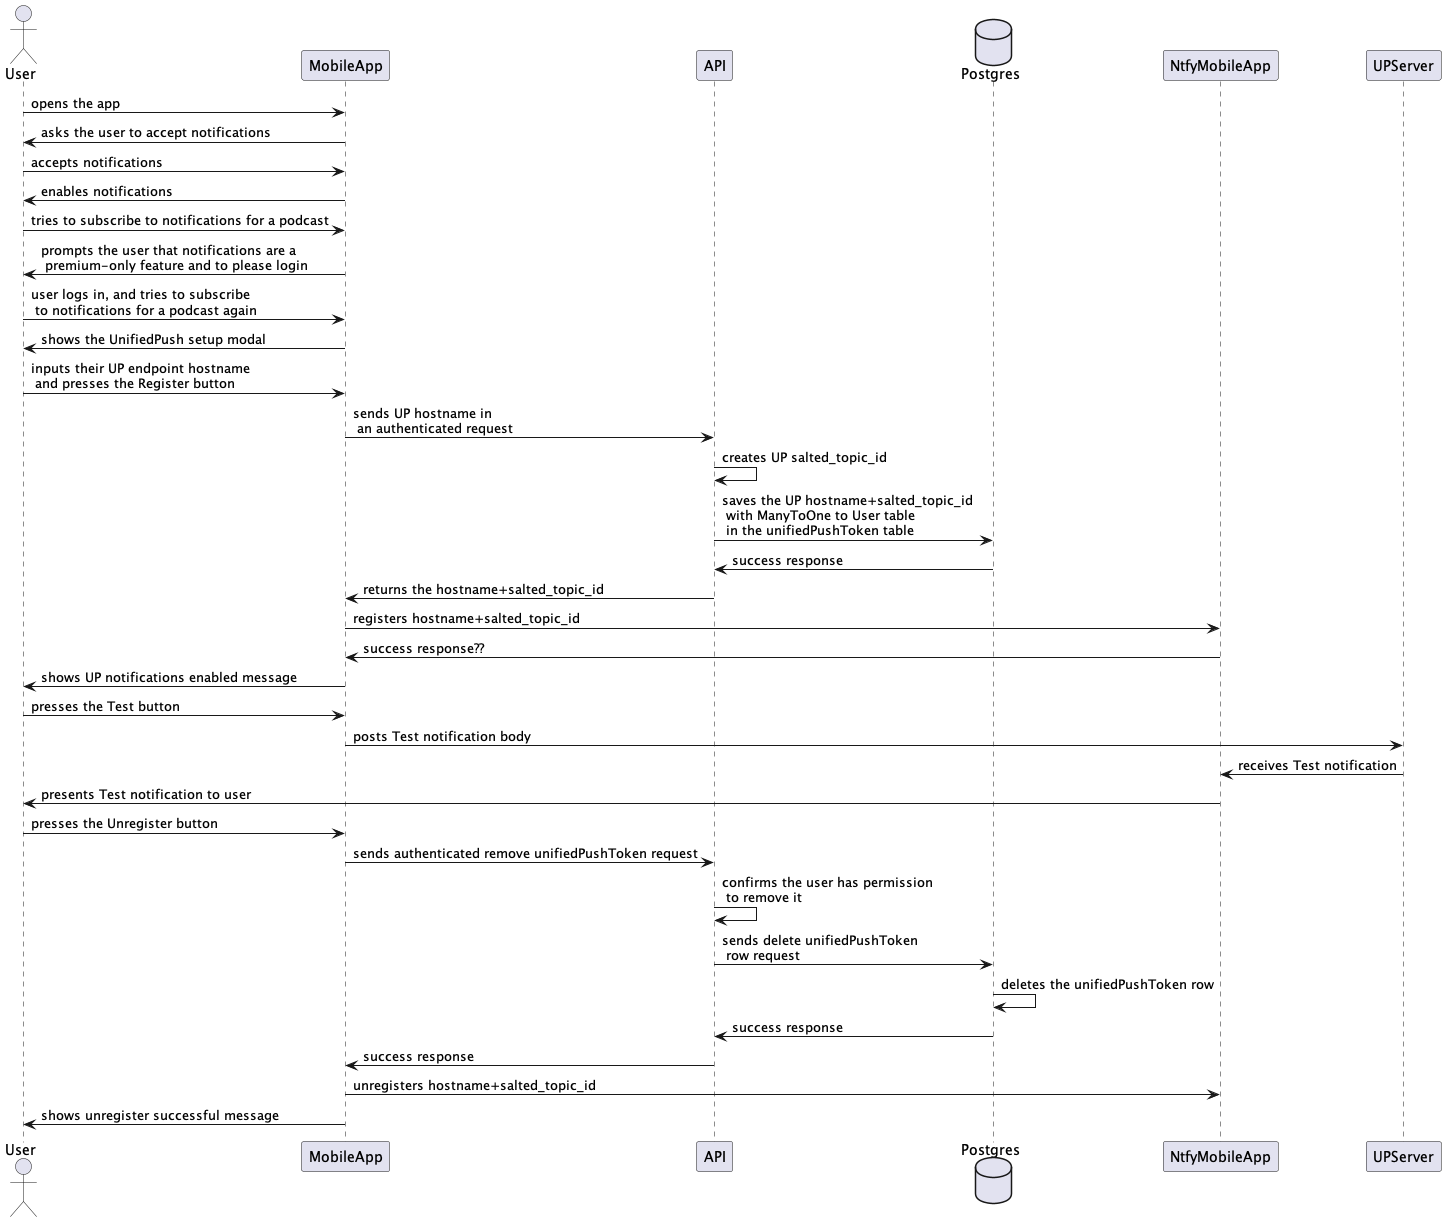 User
MobileApp
API
Postgres
NtfyMobileApp
UPServer
opens the app
asks the user to accept notifications
accepts notifications
enables notifications
tries to subscribe to notifications for a podcast
prompts the user that notifications are a
premium-only feature and to please login
user logs in, and tries to subscribe
to notifications for a podcast again
shows the UnifiedPush setup modal
inputs their UP endpoint hostname
and presses the Register button
sends UP hostname in
an authenticated request
creates UP salted_topic_id
saves the UP hostname+salted_topic_id
with ManyToOne to User table
in the unifiedPushToken table
success response
returns the hostname+salted_topic_id
registers hostname+salted_topic_id
success response??
shows UP notifications enabled message
presses the Test button
posts Test notification body
receives Test notification
presents Test notification to user
presses the Unregister button
sends authenticated remove unifiedPushToken request
confirms the user has permission
to remove it
sends delete unifiedPushToken
row request
deletes the unifiedPushToken row
success response
success response
unregisters hostname+salted_topic_id
shows unregister successful message
User
MobileApp
API
Postgres
NtfyMobileApp
UPServer